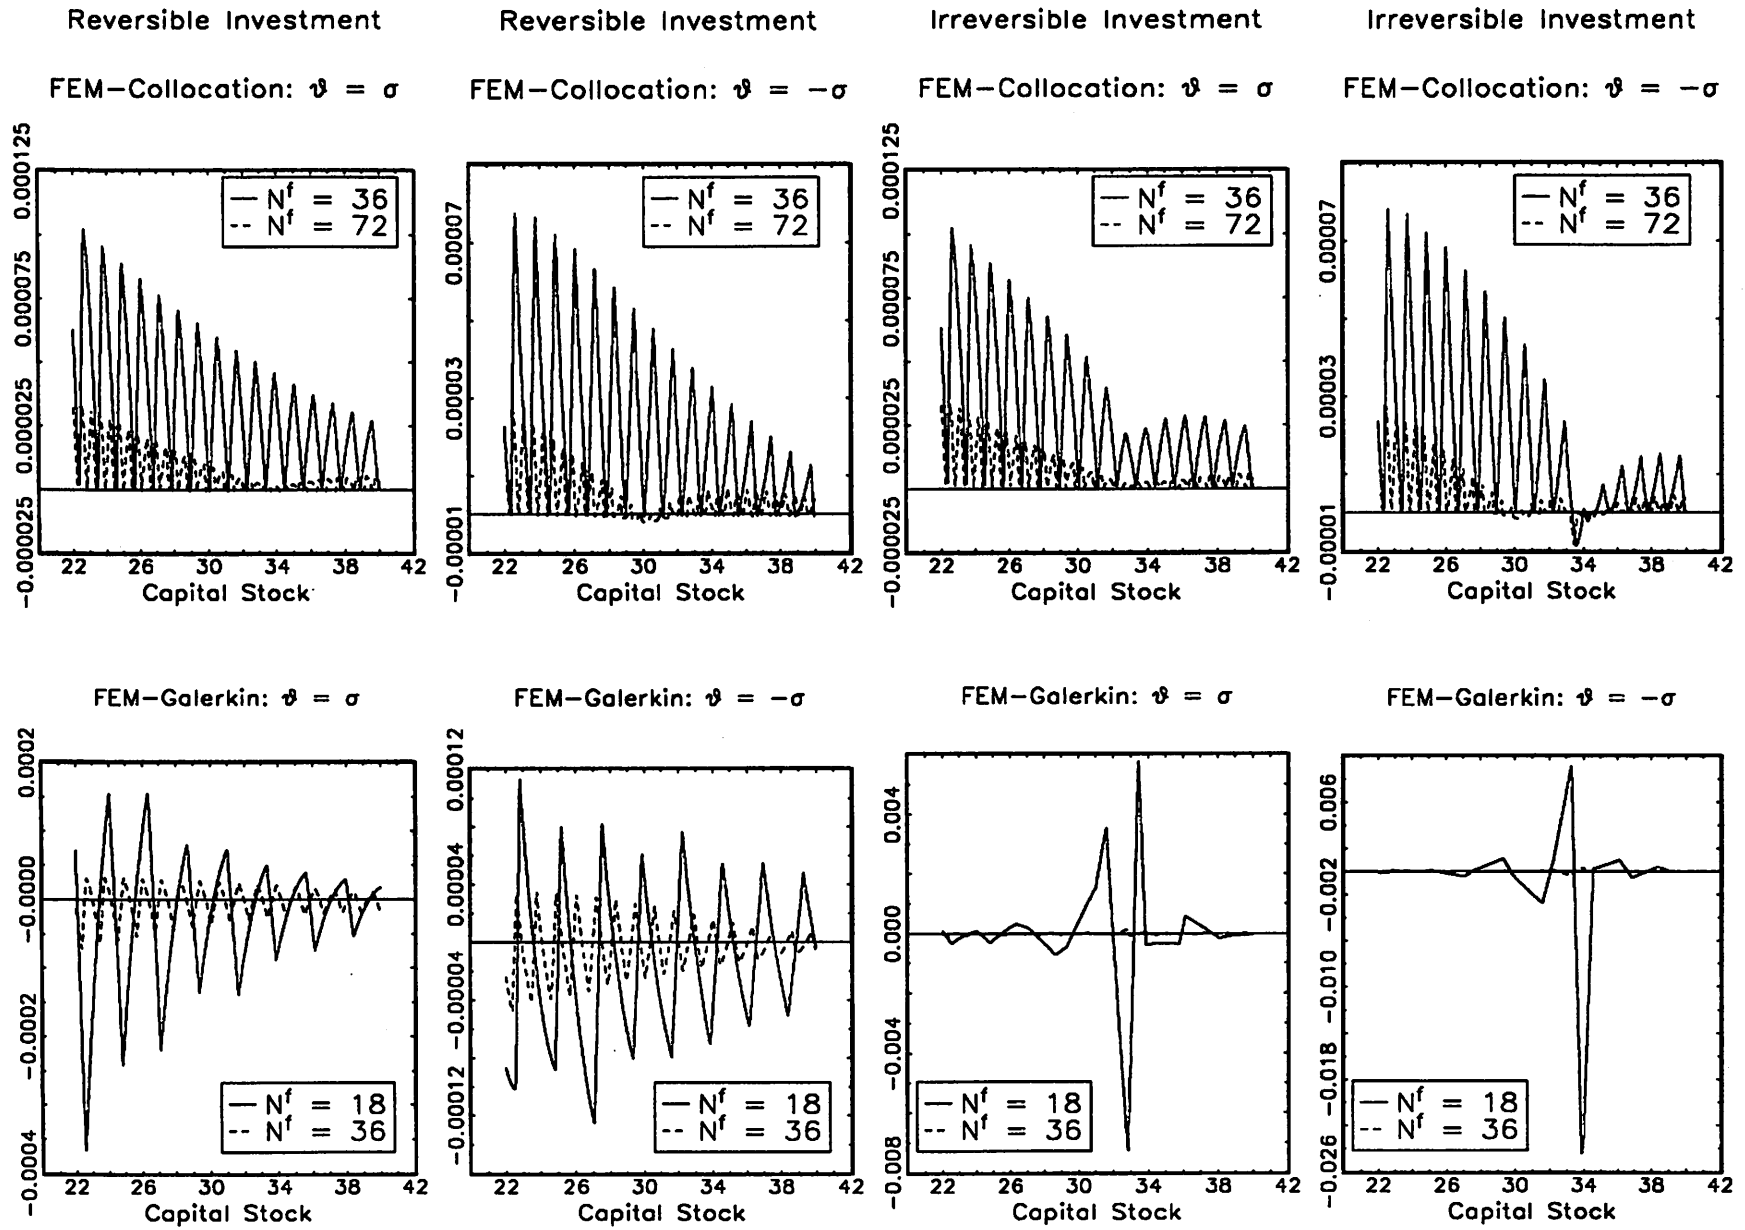 Reversible Investment
Reversible Investment
Irreversible Investment
Irreversible Investment
FEM-Collocation: ϑ = σ
FEM-Collocation: ϑ = -σ
FEM-Collocation: ϑ = σ
FEM-Collocation: ϑ = -σ
-0.000025 0.000025 0.000075 0.000125
N^f = 36
N^f = 72
22 26 30 34 38 42
Capital Stock
-0.00001 0.00003 0.00007
N^f = 36
N^f = 72
22 26 30 34 38 42
Capital Stock
-0.000025 0.000025 0.000075 0.000125
N^f = 36
N^f = 72
22 26 30 34 38 42
Capital Stock
-0.00001 0.00003 0.00007
N^f = 36
N^f = 72
22 26 30 34 38 42
Capital Stock
FEM-Galerkin: ϑ = σ
FEM-Galerkin: ϑ = -σ
FEM-Galerkin: ϑ = σ
FEM-Galerkin: ϑ = -σ
-0.0004 -0.0002 -0.0000 0.0002
N^f = 18
N^f = 36
22 26 30 34 38 42
Capital Stock
-0.00012 -0.00004 0.00004 0.00012
N^f = 18
N^f = 36
22 26 30 34 38 42
Capital Stock
-0.008 -0.004 0.000 0.004
N^f = 18
N^f = 36
22 26 30 34 38 42
Capital Stock
-0.026 -0.018 -0.010 -0.002 0.006
N^f = 18
N^f = 36
22 26 30 34 38 42
Capital Stock